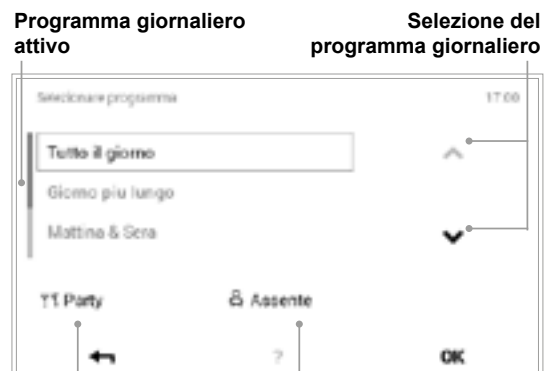 Programma giornaliero attivo
Selezione del programma giornaliero
Selezionare programma
17:00
Tutto il giorno
Giorno piu lungo
Mattina & Sera
Party
Assente
?
OK